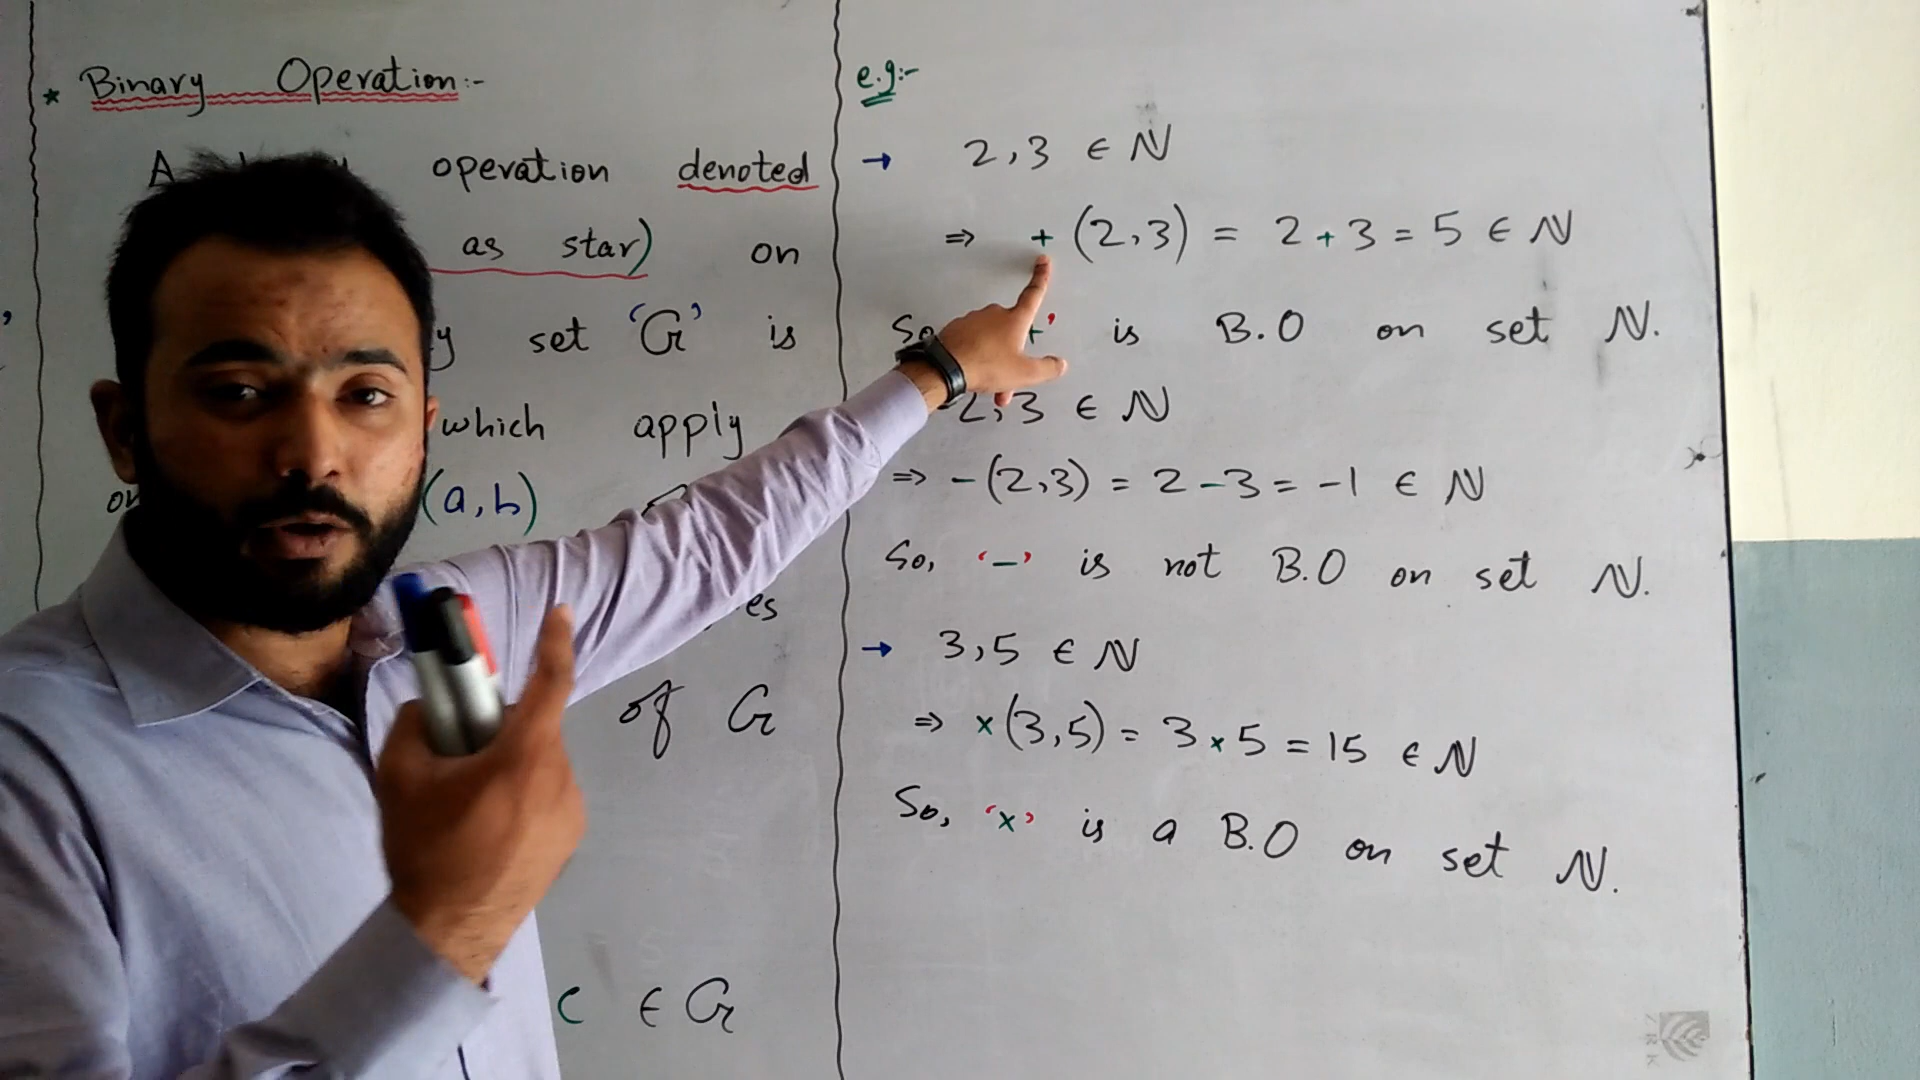 * Binary Operation:-
A operation denoted
as star) on
set 'G' is
which apply
on (a,b)
es
of G
c ∈ G
e.g:-
→ 2,3 ∈ N
⇒ +(2,3) = 2+3 = 5 ∈ N
So, '+' is B.O on set N.
2,3 ∈ N
⇒ -(2,3) = 2-3 = -1 ∈ N
So, '-' is not B.O on set N.
→ 3,5 ∈ N
⇒ ×(3,5) = 3×5 = 15 ∈ N
So, '×' is a B.O on set N.
ZRK